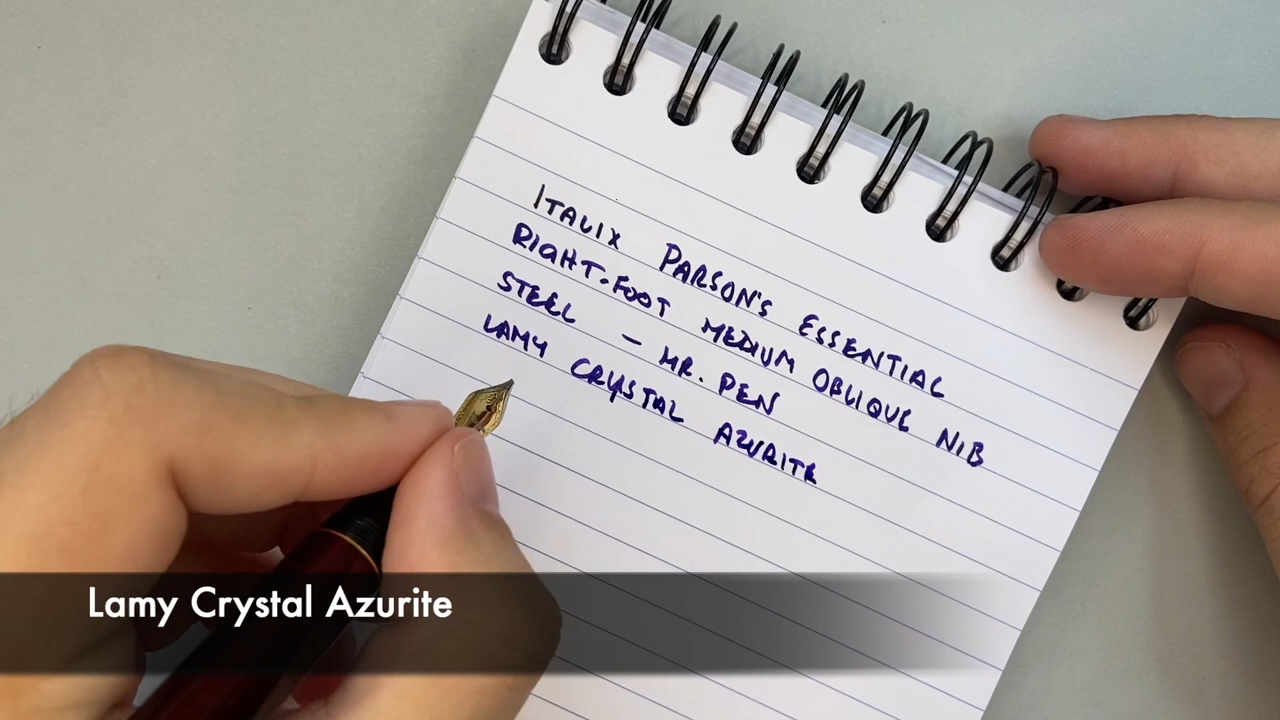 ITALIX PARSON'S ESSENTIAL
RIGHT-FOOT MEDIUM OBLIQUE NIB
STEEL - MR. PEN
LAMY CRYSTAL AZURITE
Lamy Crystal Azurite